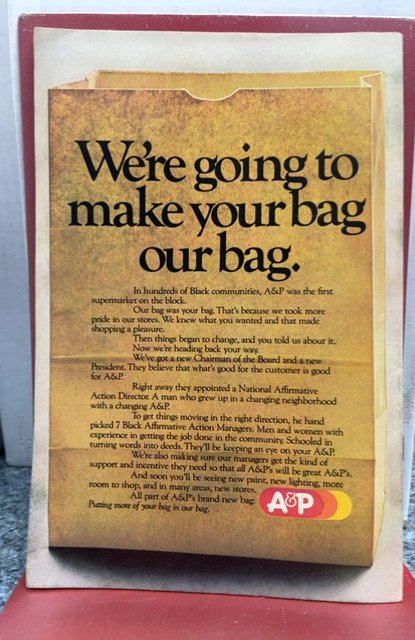 We're going to
make your bag
our bag.
In hundreds of Black communities, A&P was the first
supermarket on the block.
Our bag was your bag. That's because we took more
pride in our stores. We knew what you wanted and that made
shopping a pleasure.
Then things began to change, and you told us about it.
Now we're heading back your way.
We've got a new Chairman of the Board and a new
President. They believe that what's good for the customer is good
for A&P.
Right away they appointed a National Affirmative
Action Director. A man who grew up in a changing neighborhood
with a changing A&P.
To get things moving in the right direction, he hand
picked 7 Black Affirmative Action Managers. Men and women with
experience in getting the job done in the community. Schooled in
turning words into deeds. They'll be keeping an eye on your A&P.
We're also making sure our managers get the kind of
support and incentive they need so that all A&P's will be great A&P's.
And soon you'll be seeing new paint, new lighting, more
room to shop, and in many areas, new stores.
All part of A&P's brand new bag:
Putting more of your bag in our bag.
A&P